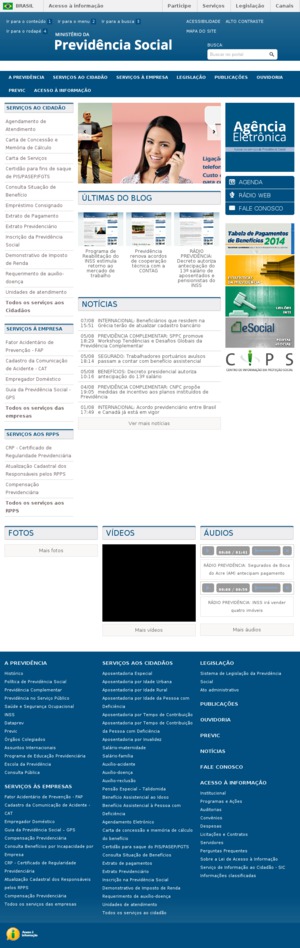 BRASIL
Acesso à informação
Participe
Serviços
Legislação
Canais
Ir para o conteúdo 1
Ir para o menu 2
Ir para a busca 3
Ir para o rodapé 4
ACESSIBILIDADE
ALTO CONTRASTE
MAPA DO SITE
MINISTÉRIO DA
Previdência Social
BUSCA
Buscar no portal
A PREVIDÊNCIA
SERVIÇOS AO CIDADÃO
SERVIÇOS À EMPRESA
LEGISLAÇÃO
PUBLICAÇÕES
OUVIDORIA
PREVIC
ACESSO À INFORMAÇÃO
SERVIÇOS AO CIDADÃO
Agendamento de
Atendimento
Carta de Concessão e
Memória de Cálculo
Carta de Serviços
Certidão para fins de saque
de PIS/PASEP/FGTS
Consulta Situação de
Benefício
Empréstimo Consignado
Extrato de Pagamento
Extrato Previdenciário
Inscrição da Previdência
Social
Demonstrativo de Imposto
de Renda
Requerimento de auxílio-
doença
Unidades de atendimento
Todos os serviços aos
Cidadãos
SERVIÇOS À EMPRESA
Fator Acidentário de
Prevenção - FAP
Cadastro da Comunicação
de Acidente - CAT
Empregador Doméstico
Guia da Previdência Social -
GPS
Todos os serviços das
empresas
SERVIÇOS AOS RPPS
CRP - Certificado de
Regularidade Previdenciária
Atualização Cadastral dos
Responsáveis pelos RPPS
Compensação
Previdenciária
Todos os serviços aos
RPPS
Ligaçã
telefone
Custo
para
ÚLTIMAS DO BLOG
Programa de
Reabilitação do
INSS estimula
retorno ao
mercado de
trabalho
Previdência
renova acordos
de cooperação
técnica com a
CONTAG
RÁDIO
PREVIDÊNCIA:
Decreto autoriza
antecipação do
13º salário de
aposentados e
pensionistas do
INSS
NOTÍCIAS
07/08 15:51 INTERNACIONAL: Beneficiários que residem na
Grécia terão de atualizar cadastro bancário
05/08 18:29 PREVIDÊNCIA COMPLEMENTAR: SPPC promove
Workshop Tendências e Desafios Globais da
Previdência Complementar
05/08 18:14 SEGURADO: Trabalhadores portuários avulsos
passam a contar com benefício assistencial
05/08 10:16 BENEFÍCIOS: Decreto presidencial autoriza
antecipação do 13º salário
04/08 19:05 PREVIDÊNCIA COMPLEMENTAR: CNPC propõe
medidas de incentivo aos planos instituídos de
Previdência
01/08 17:49 INTERNACIONAL: Acordo previdenciário entre Brasil
e Canadá já está em vigor
Ver mais notícias
Agência
Eletrônica
AGENDA
RÁDIO WEB
FALE CONOSCO
Tabela de Pagamentos
de Benefícios 2014
eSocial
CIPS
FOTOS
Mais fotos
VÍDEOS
Mais vídeos
ÁUDIOS
RÁDIO PREVIDÊNCIA: Segurados de Boca
do Acre (AM) antecipam pagamento
RÁDIO PREVIDÊNCIA: INSS vai vender
quatro imóveis
Mais áudios
A PREVIDÊNCIA
Histórico
Política de Previdência Social
Previdência Complementar
Previdência no Serviço Público
Saúde e Segurança Ocupacional
INSS
Dataprev
Previc
Órgãos Colegiados
Assuntos Internacionais
Programa de Educação Previdenciária
Escola da Previdência
Consulta Pública
SERVIÇOS ÀS EMPRESAS
Fator Acidentário de Prevenção - FAP
Cadastro da Comunicação de Acidente -
CAT
Empregador Doméstico
Guia da Previdência Social – GPS
Compensação Previdenciária
Consulta Benefícios por Incapacidade por
Empresa
CRP – Certificado de Regularidade
Previdenciária
Atualização Cadastral dos Responsáveis
pelos RPPS
Compensação Previdenciária
Todos os serviços das empresas
SERVIÇOS AOS CIDADÃOS
Aposentadoria Especial
Aposentadoria por Idade Urbana
Aposentadoria por Idade Rural
Aposentadoria por Idade da Pessoa com
Deficiência
Aposentadoria por Tempo de Contribuição
Aposentadoria por Tempo de Contribuição
da Pessoa com Deficiência
Aposentadoria por Invalidez
Salário-maternidade
Salário-família
Auxílio-acidente
Auxílio-doença
Auxílio-reclusão
Pensão Especial – Talidomida
Benefício Assistencial ao Idoso
Benefício Assistencial à Pessoa com
Deficiência
Agendamento Eletrônico
Carta de concessão e memória de cálculo
do benefício
Certidão para saque do PIS/PASEP/FGTS
Consulta Situação de Benefícios
Extrato de pagamentos
Extrato Previdenciário
Inscrição na Previdência Social
Demonstrativo de Imposto de Renda
Requerimento de auxílio-doença
Unidades de atendimento
Todos os serviços ao cidadão
LEGISLAÇÃO
Sistema de Legislação da Previdência
Social
Ato administrativo
PUBLICAÇÕES
OUVIDORIA
PREVIC
NOTÍCIAS
FALE CONOSCO
ACESSO À INFORMAÇÃO
Institucional
Programas e Ações
Auditorias
Convênios
Despesas
Licitações e Contratos
Servidores
Perguntas Frequentes
Sobre a Lei de Acesso à Informação
Serviço de Informação ao Cidadão - SIC
Informações classificadas
Acesso à
Informação